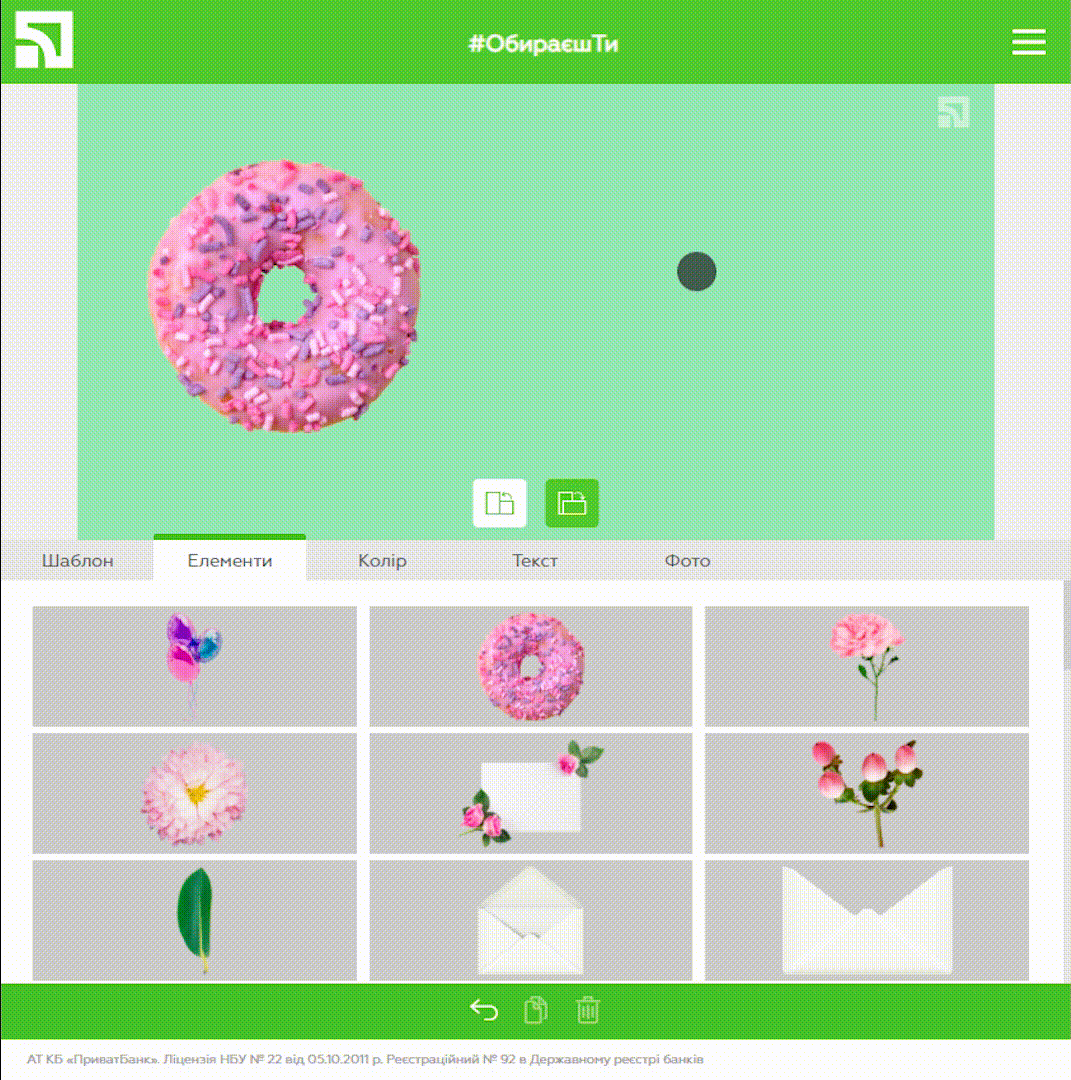 #ОбираєшТи
Шаблон
Елементи
Колір
Текст
Фото
АТ КБ «ПриватБанк». Ліцензія НБУ № 22 від 05.10.2011 р. Реєстраційний № 92 в Державному реєстрі банків